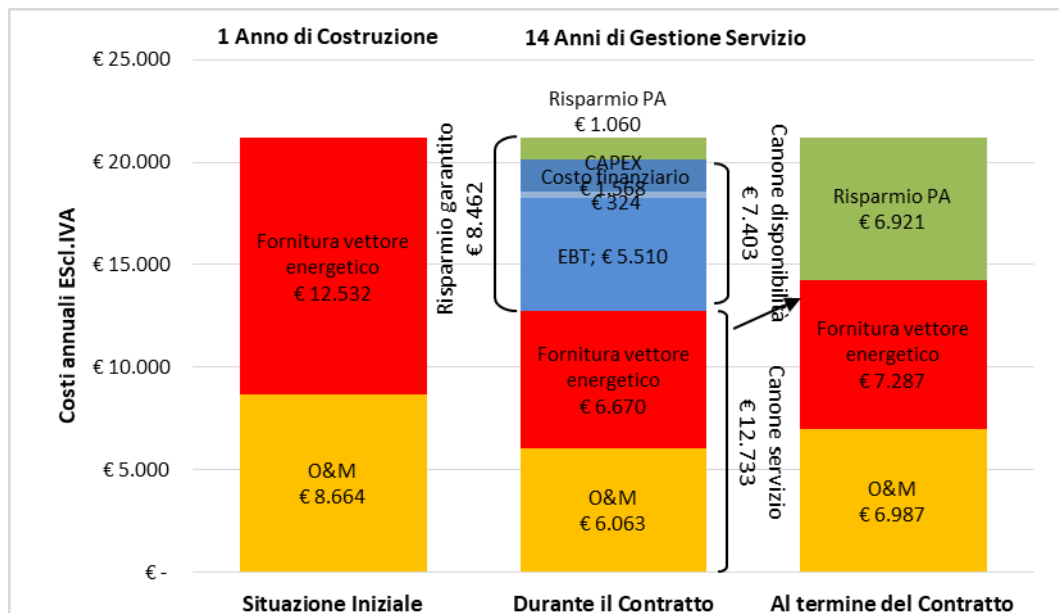 1 Anno di Costruzione
14 Anni di Gestione Servizio
Costi annuali EScl.IVA
€ 25.000
€ 20.000
€ 15.000
€ 10.000
€ 5.000
€ -
Fornitura vettore
energetico
€ 12.532
O&M
€ 8.664
Situazione Iniziale
Risparmio garantito
€ 8.462
Risparmio PA
€ 1.060
CAPEX
Costo finanziario
€ 1.568
€ 324
EBT; € 5.510
Fornitura vettore
energetico
€ 6.670
O&M
€ 6.063
Durante il Contratto
€ 7.403
Canone disponibilità
€ 12.733
Canone servizio
Risparmio PA
€ 6.921
Fornitura vettore
energetico
€ 7.287
O&M
€ 6.987
Al termine del Contratto